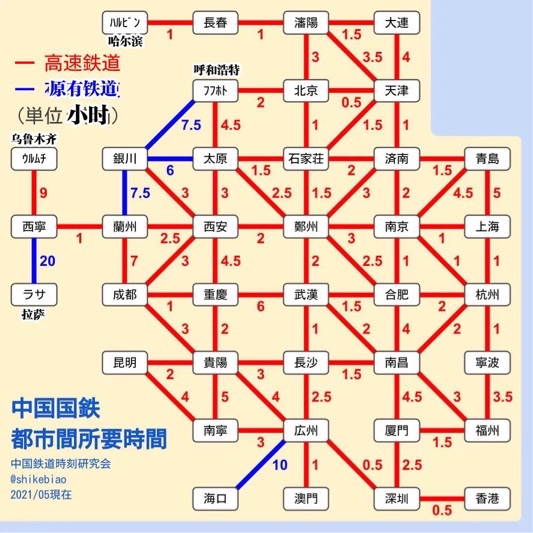 ﾊﾙﾋﾞﾝ 1 長春 1 瀋陽 1.5 大連
哈尔滨
3 3.5 4
高速鉄道
原有铁道
(単位 小时)
呼和浩特
ﾌﾌﾎﾄ 2 北京 0.5 天津
7.5 4.5 1 1.5 1
乌鲁木齐
ｳﾙﾑﾁ 銀川 6 太原 1.5 石家荘 2 済南 1.5 青島
9 7.5 3 3 2.5 1.5 3 2 4.5 5
西寧 1 蘭州 2.5 西安 2 鄭州 3 南京 1 上海
20 7 3 4.5 2 2.5 1 1 1
ラサ 成都 1 重慶 6 武漢 1.5 合肥 2 杭州
拉萨
3 2 1 2 4 2 1
昆明 2 貴陽 3 長沙 1.5 南昌 寧波
4 5 4 2.5 4.5 3 3.5
中国国鉄
都市間所要時間
南寧 3 広州 厦門 1.5 福州
中国鉄道時刻研究会
@shikebiao
2021/05現在
10 1 0.5 2.5
海口 澳門 深圳 0.5 香港